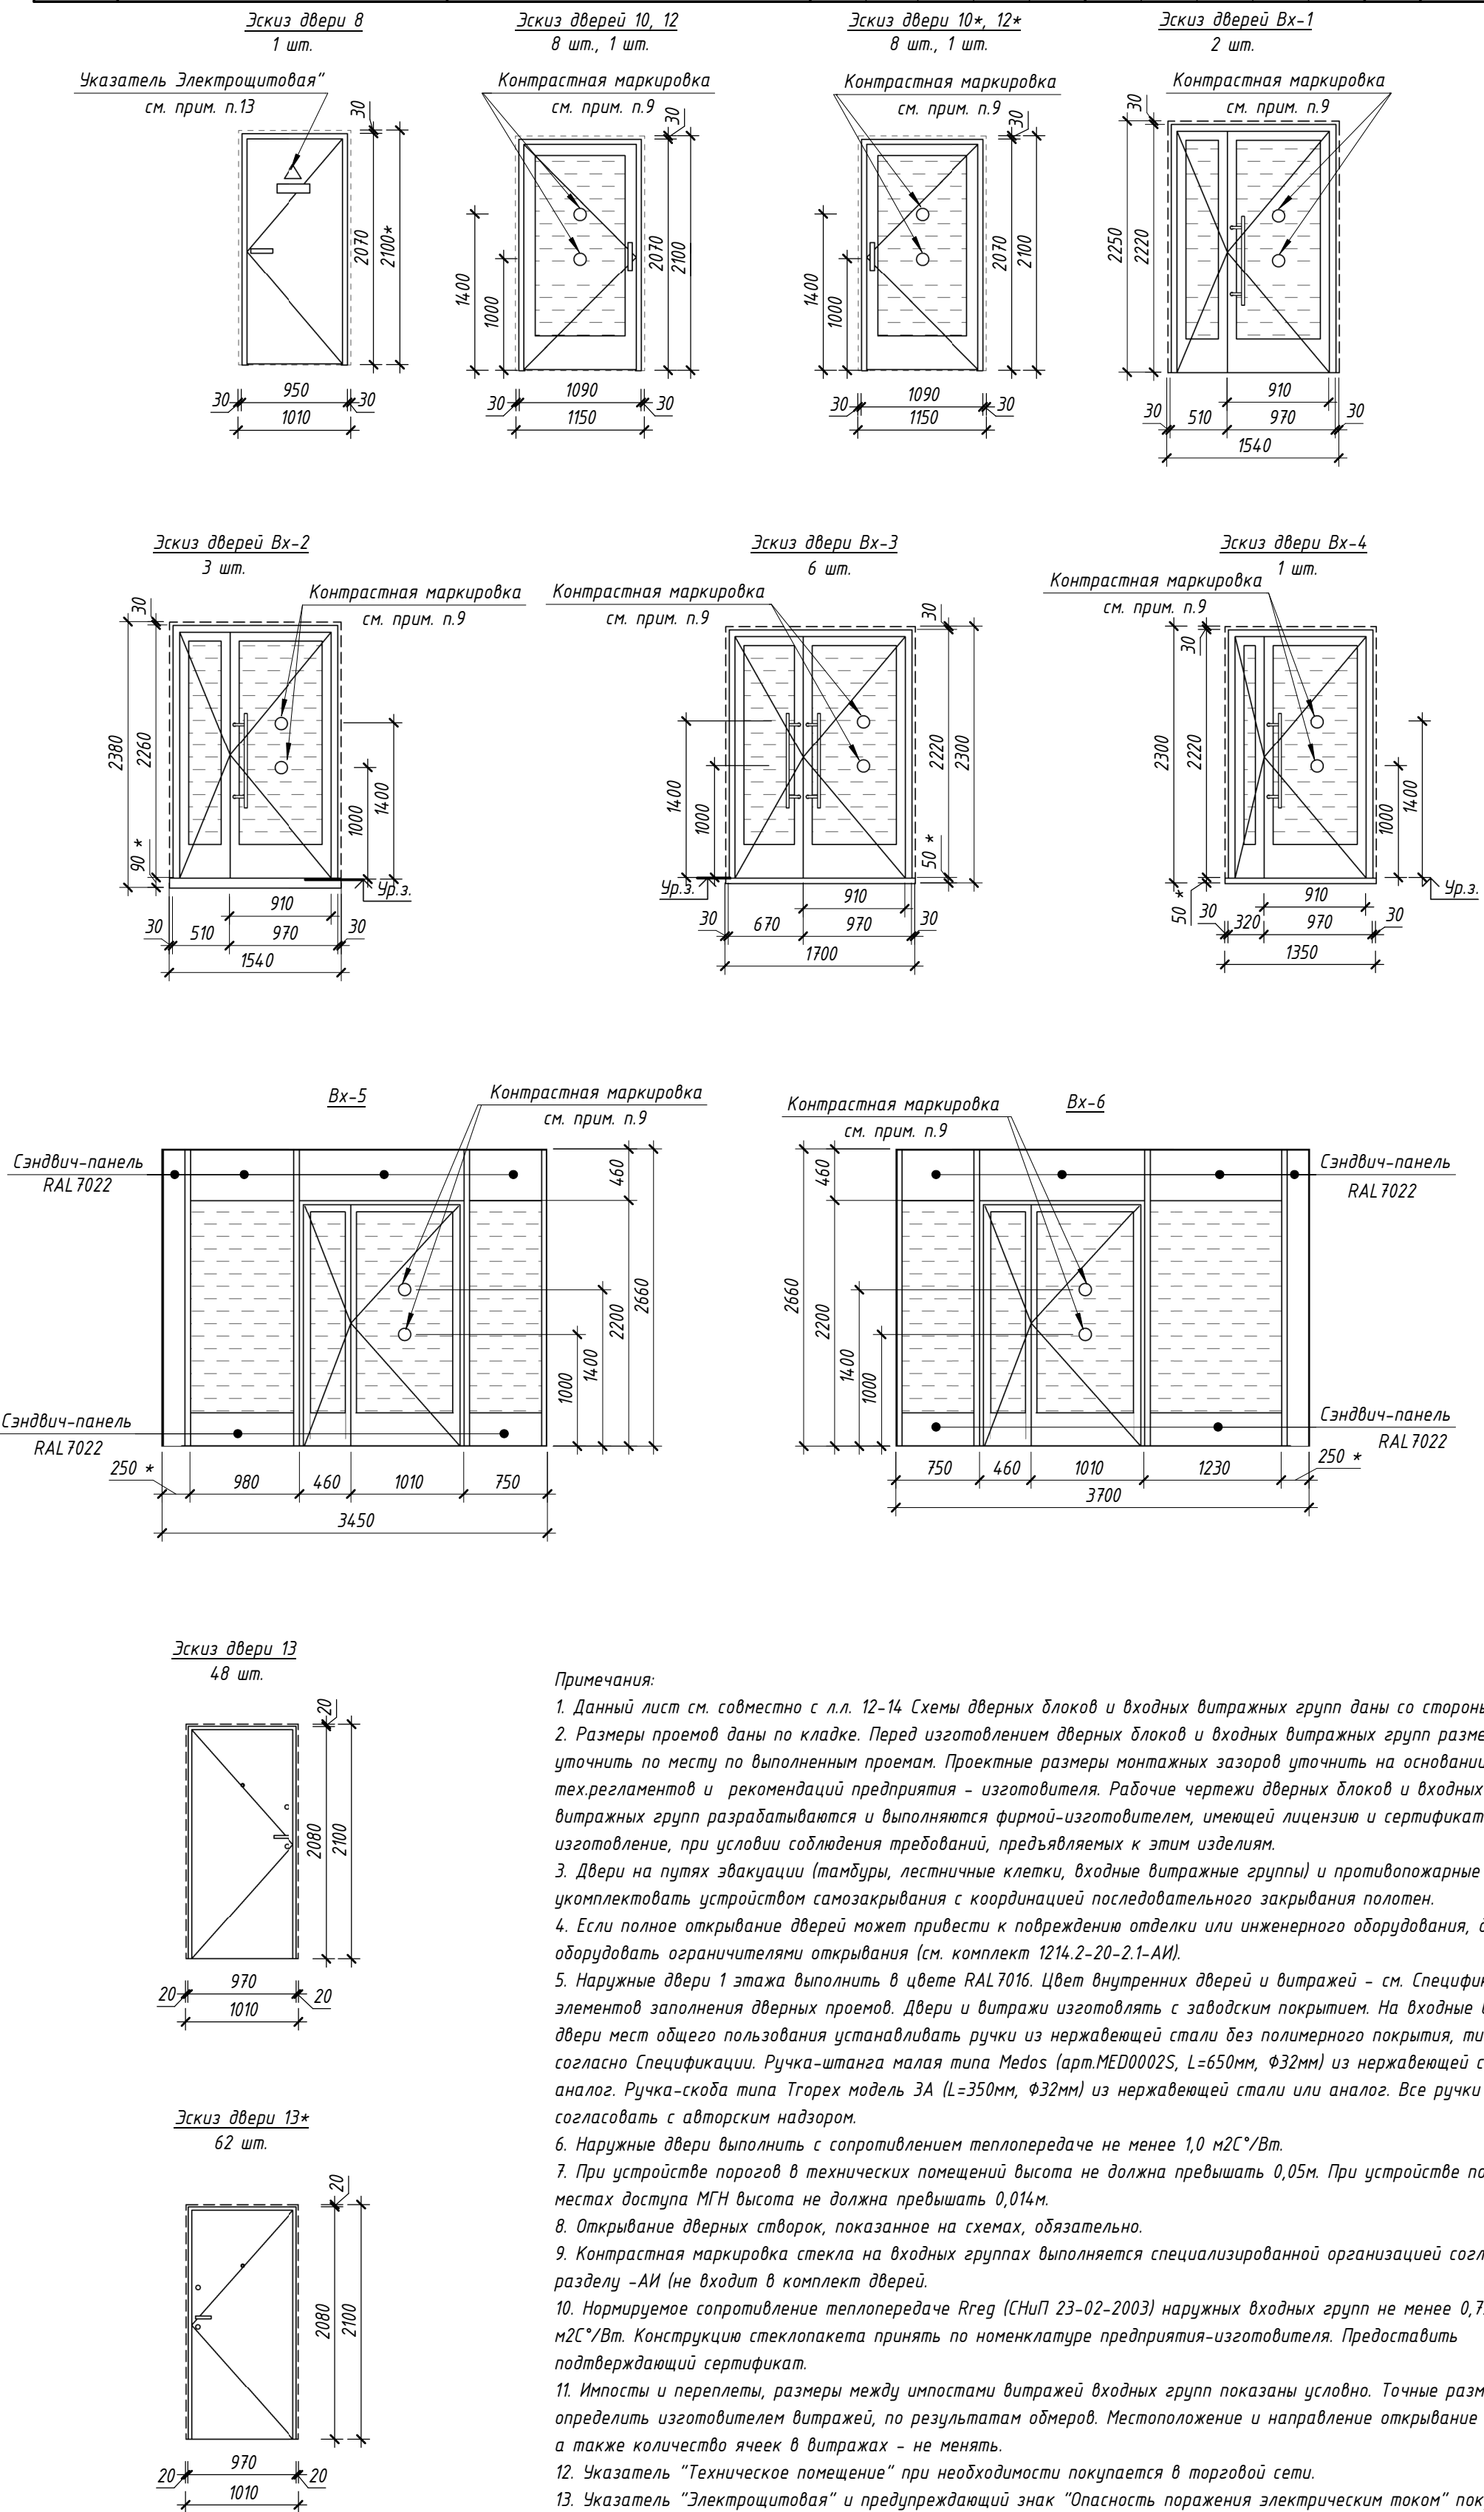 Эскиз двери 8
1 шт.
Указатель Электрощитовая"
см. прим. п.13
30
2070
2100*
950
30
30
1010
Эскиз дверей 10, 12
8 шт., 1 шт.
Контрастная маркировка
см. прим. п.9
30
1400
1000
2070
2100
1090
30
30
1150
Эскиз двери 10*, 12*
8 шт., 1 шт.
Контрастная маркировка
см. прим. п.9
30
1400
1000
2070
2100
1090
30
30
1150
Эскиз дверей Вх-1
2 шт.
Контрастная маркировка
см. прим. п.9
30
2250
2220
910
30
510
970
30
1540
Эскиз дверей Вх-2
3 шт.
Контрастная маркировка
см. прим. п.9
30
2380
2260
90 *
1000
1400
Ур.з.
910
30
510
970
30
1540
Эскиз двери Вх-3
6 шт.
Контрастная маркировка
см. прим. п.9
30
1400
1000
2220
2300
50 *
Ур.з.
910
30
670
970
30
1700
Эскиз двери Вх-4
1 шт.
Контрастная маркировка
см. прим. п.9
30
2300
2220
1000
1400
50 *
Ур.з.
910
30
320
970
30
1350
Вх-5
Контрастная маркировка
см. прим. п.9
Сэндвич-панель
RAL7022
460
2660
2200
1400
1000
Сэндвич-панель
RAL7022
250 *
980
460
1010
750
3450
Вх-6
Контрастная маркировка
см. прим. п.9
Сэндвич-панель
RAL7022
460
2660
2200
1400
1000
Сэндвич-панель
RAL7022
750
460
1010
1230
250 *
3700
Эскиз двери 13
48 шт.
20
2080
2100
970
20
20
1010
Эскиз двери 13*
62 шт.
20
2080
2100
970
20
20
1010
Примечания:
1. Данный лист см. совместно с л.л. 12-14 Схемы дверных блоков и входных витражных групп даны со стороны
2. Размеры проемов даны по кладке. Перед изготовлением дверных блоков и входных витражных групп разме
уточнить по месту по выполненным проемам. Проектные размеры монтажных зазоров уточнить на основании
тех.регламентов и рекомендаций предприятия - изготовителя. Рабочие чертежи дверных блоков и входных
витражных групп разрабатываются и выполняются фирмой-изготовителем, имеющей лицензию и сертификат
изготовление, при условии соблюдения требований, предъявляемых к этим изделиям.
3. Двери на путях эвакуации (тамбуры, лестничные клетки, входные витражные группы) и противопожарные
укомплектовать устройством самозакрывания с координацией последовательного закрывания полотен.
4. Если полное открывание дверей может привести к повреждению отделки или инженерного оборудования,
оборудовать ограничителями открывания (см. комплект 1214.2-20-2.1-АИ).
5. Наружные двери 1 этажа выполнить в цвете RAL7016. Цвет внутренних дверей и витражей - см. Специфик
элементов заполнения дверных проемов. Двери и витражи изготовлять с заводским покрытием. На входные
двери мест общего пользования устанавливать ручки из нержавеющей стали без полимерного покрытия, ти
согласно Спецификации. Ручка-штанга малая типа Medos (арт.MED0002S, L=650мм, Ф32мм) из нержавеющей с
аналог. Ручка-скоба типа Tropex модель 3А (L=350мм, Ф32мм) из нержавеющей стали или аналог. Все ручки
согласовать с авторским надзором.
6. Наружные двери выполнить с сопротивлением теплопередаче не менее 1,0 м2С°/Вт.
7. При устройстве порогов в технических помещений высота не должна превышать 0,05м. При устройстве по
местах доступа МГН высота не должна превышать 0,014м.
8. Открывание дверных створок, показанное на схемах, обязательно.
9. Контрастная маркировка стекла на входных группах выполняется специализированной организацией согл
разделу -АИ (не входит в комплект дверей.
10. Нормируемое сопротивление теплопередаче Rreg (СНиП 23-02-2003) наружных входных групп не менее 0,7
м2С°/Вт. Конструкцию стеклопакета принять по номенклатуре предприятия-изготовителя. Предоставить
подтверждающий сертификат.
11. Импосты и переплеты, размеры между импостами витражей входных групп показаны условно. Точные разм
определить изготовителем витражей, по результатам обмеров. Местоположение и направление открывание
а также количество ячеек в витражах - не менять.
12. Указатель "Техническое помещение" при необходимости покупается в торговой сети.
13. Указатель "Электрощитовая" и предупреждающий знак "Опасность поражения электрическим током" пок